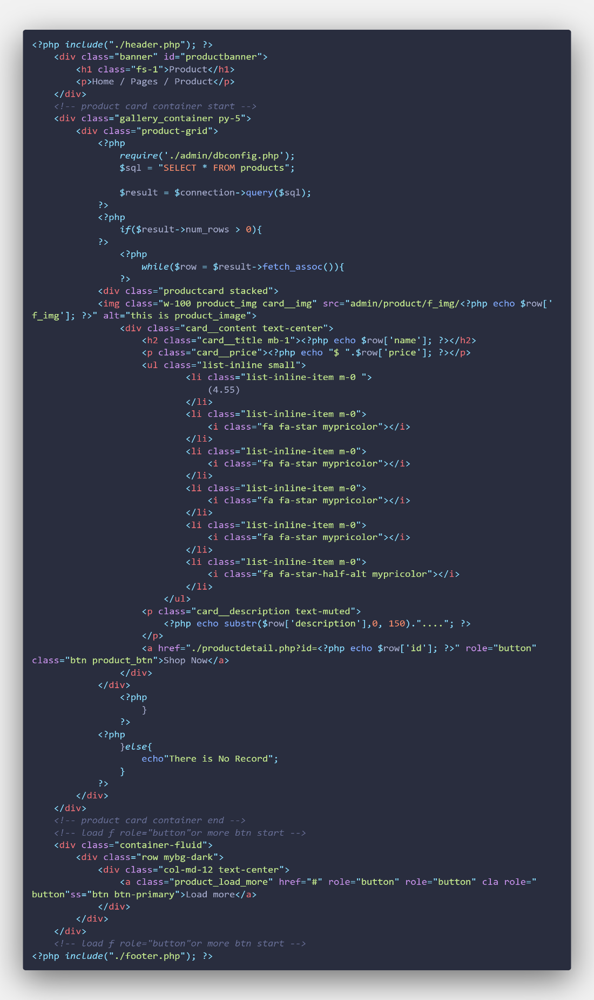 <?php include("./header.php"); ?>
    <div class="banner" id="productbanner">
        <h1 class="fs-1">Product</h1>
        <p>Home / Pages / Product</p>
    </div>
    <!-- product card container start -->
    <div class="gallery_container py-5">
        <div class="product-grid">
            <?php
                require('./admin/dbconfig.php');
                $sql = "SELECT * FROM products";

                $result = $connection->query($sql);
            ?>
            <?php
                if($result->num_rows > 0){
            ?>
                <?php
                    while($row = $result->fetch_assoc()){
                ?>
            <div class="productcard stacked">
            <img class="w-100 product_img card__img" src="admin/product/f_img/<?php echo $row['
f_img']; ?>" alt="this is product_image">
                <div class="card__content text-center">
                    <h2 class="card__title mb-1"><?php echo $row['name']; ?></h2>
                    <p class="card__price"><?php echo "$ ".$row['price']; ?></p>
                    <ul class="list-inline small">
                            <li class="list-inline-item m-0 ">
                                (4.55)
                            </li>
                            <li class="list-inline-item m-0">
                                <i class="fa fa-star mypricolor"></i>
                            </li>
                            <li class="list-inline-item m-0">
                                <i class="fa fa-star mypricolor"></i>
                            </li>
                            <li class="list-inline-item m-0">
                                <i class="fa fa-star mypricolor"></i>
                            </li>
                            <li class="list-inline-item m-0">
                                <i class="fa fa-star mypricolor"></i>
                            </li>
                            <li class="list-inline-item m-0">
                                <i class="fa fa-star-half-alt mypricolor"></i>
                            </li>
                        </ul>
                    <p class="card__description text-muted">
                        <?php echo substr($row['description'],0, 150)."...."; ?>
                    </p>
                    <a href="./productdetail.php?id=<?php echo $row['id']; ?>" role="button"
class="btn product_btn">Shop Now</a>
                </div>
            </div>
                <?php
                    }
                ?>
            <?php
                }else{
                    echo"There is No Record";
                }
            ?>
        </div>
    </div>
    <!-- product card container end -->
    <!-- load ƒ role="button"or more btn start -->
    <div class="container-fluid">
        <div class="row mybg-dark">
            <div class="col-md-12 text-center">
                <a class="product_load_more" href="#" role="button" role="button" cla role="
button"ss="btn btn-primary">Load more</a>
            </div>
        </div>
    </div>
    <!-- load ƒ role="button"or more btn start -->
<?php include("./footer.php"); ?>